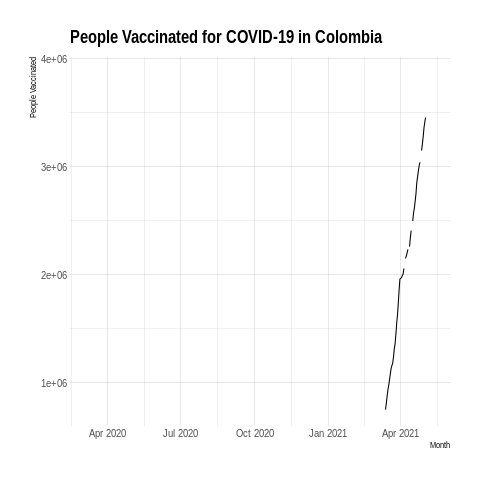 People Vaccinated for COVID-19 in Colombia
People Vaccinated
4e+06
3e+06
2e+06
1e+06
Apr 2020 Jul 2020 Oct 2020 Jan 2021 Apr 2021
Month